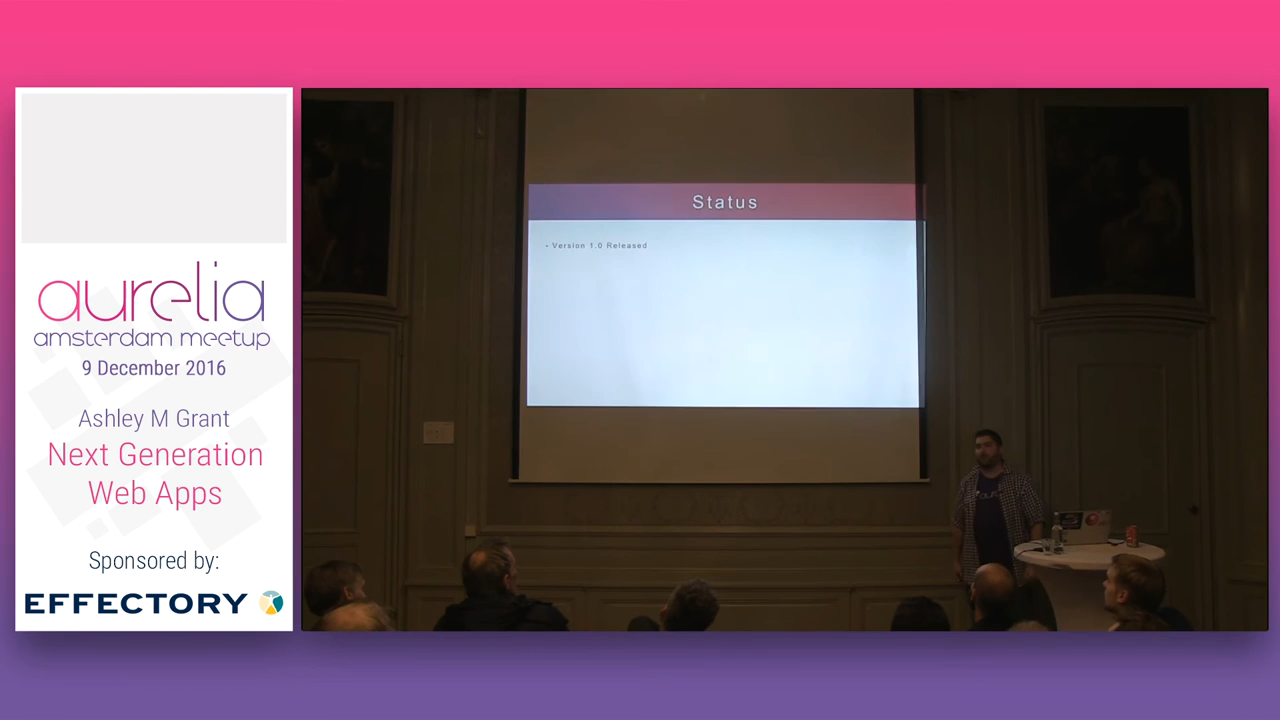 aurelia
amsterdam meetup
9 December 2016
Ashley M Grant
Next Generation
Web Apps
Sponsored by:
EFFECTORY
Status
• Version 1.0 Released